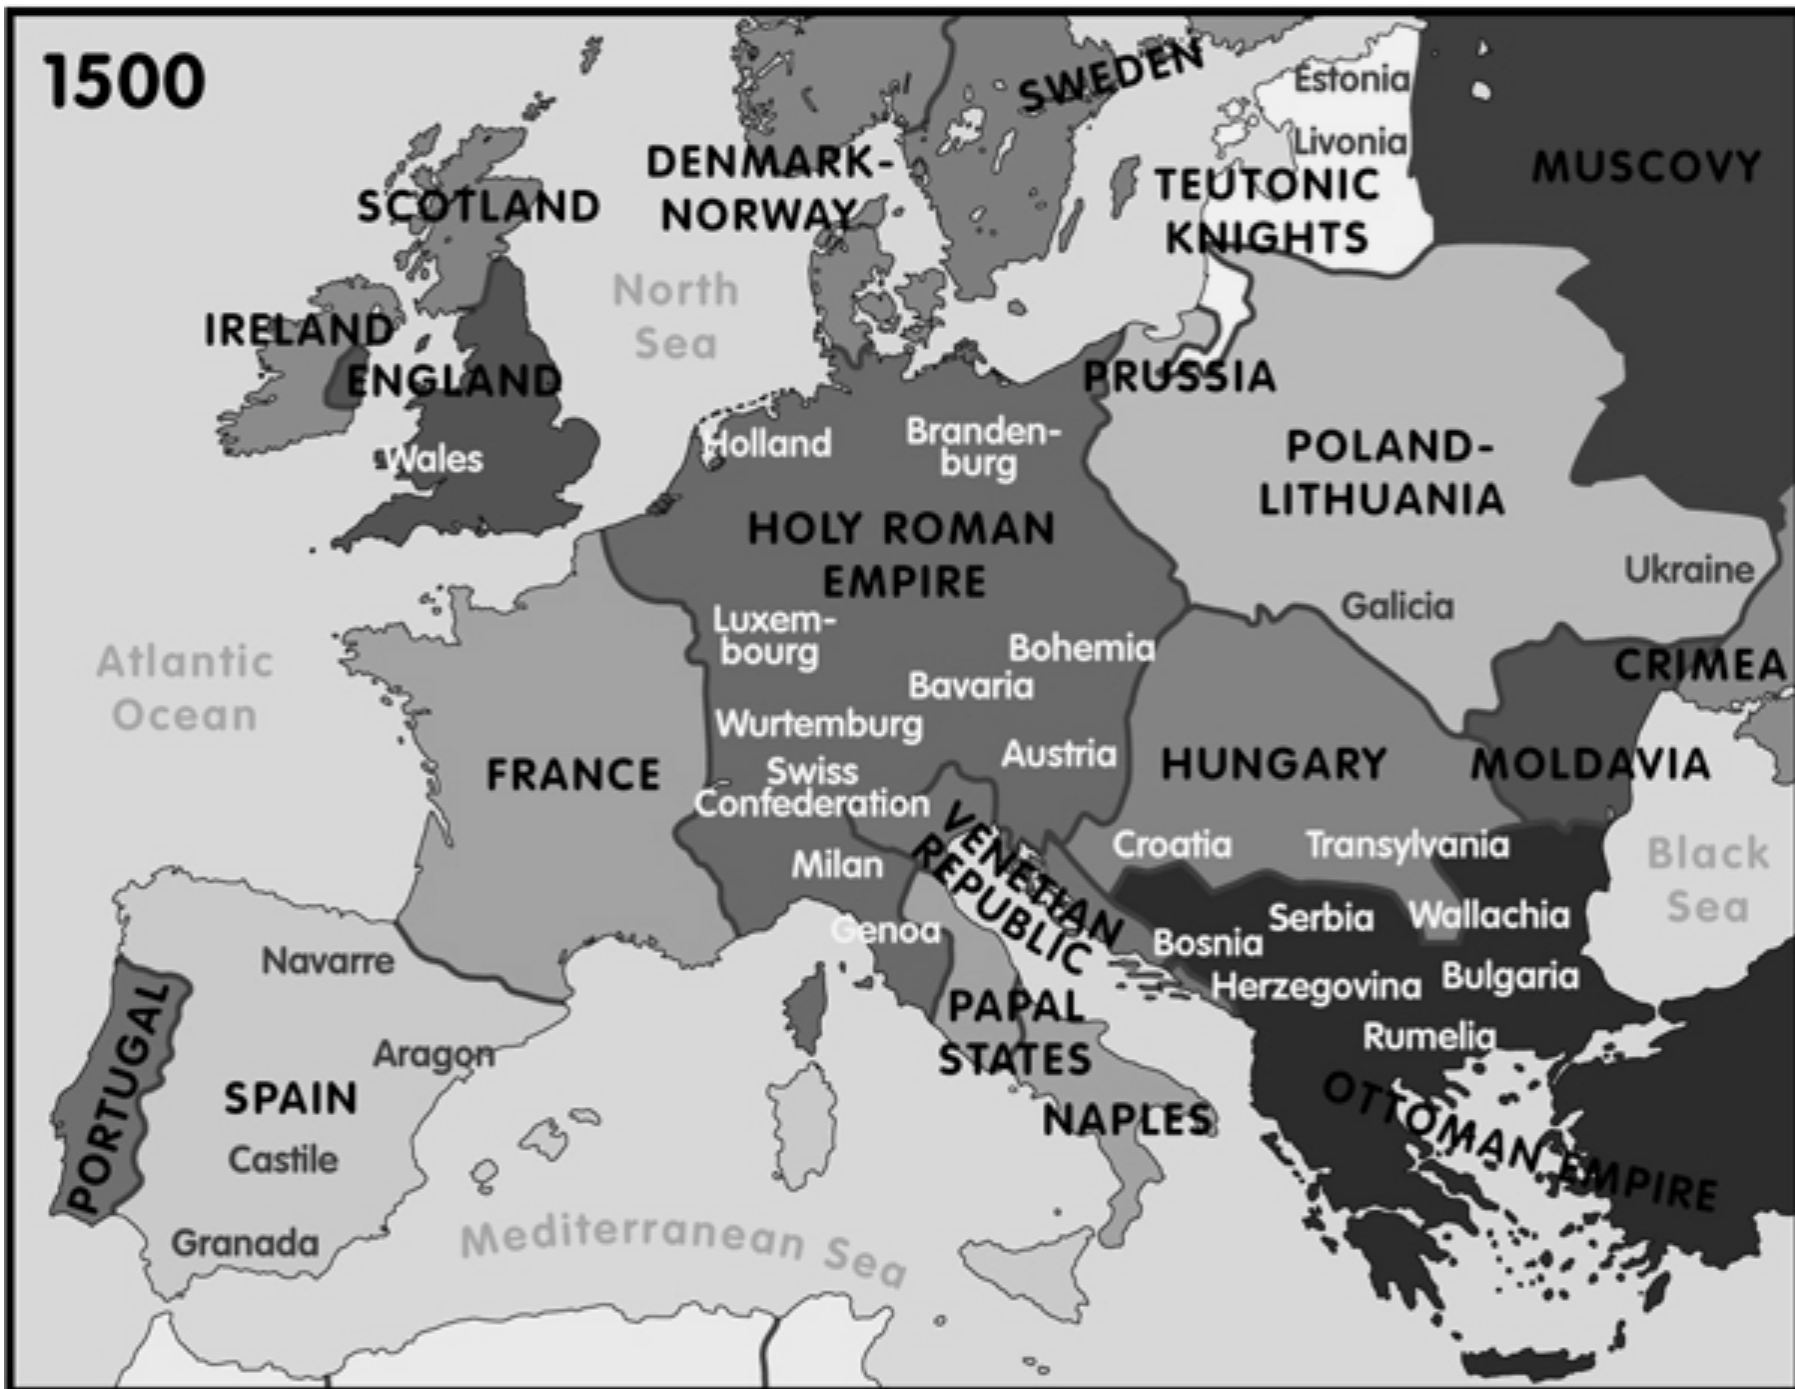 1500
SWEDEN
Estonia
Livonia
MUSCOVY
DENMARK-
NORWAY
TEUTONIC
KNIGHTS
SCOTLAND
North
Sea
IRELAND
ENGLAND
PRUSSIA
Wales
Holland
Branden-
burg
POLAND-
LITHUANIA
HOLY ROMAN
EMPIRE
Ukraine
Galicia
Luxem-
bourg
Bohemia
Atlantic
Ocean
Bavaria
CRIMEA
Wurtemburg
Austria
FRANCE
Swiss
Confederation
HUNGARY
MOLDAVIA
VENETIAN
REPUBLIC
Croatia
Transylvania
Black
Sea
Milan
Genoa
Serbia
Wallachia
Bosnia
Navarre
Herzegovina
Bulgaria
PAPAL
STATES
Rumelia
PORTUGAL
Aragon
SPAIN
NAPLES
OTTOMAN EMPIRE
Castile
Granada
Mediterranean Sea